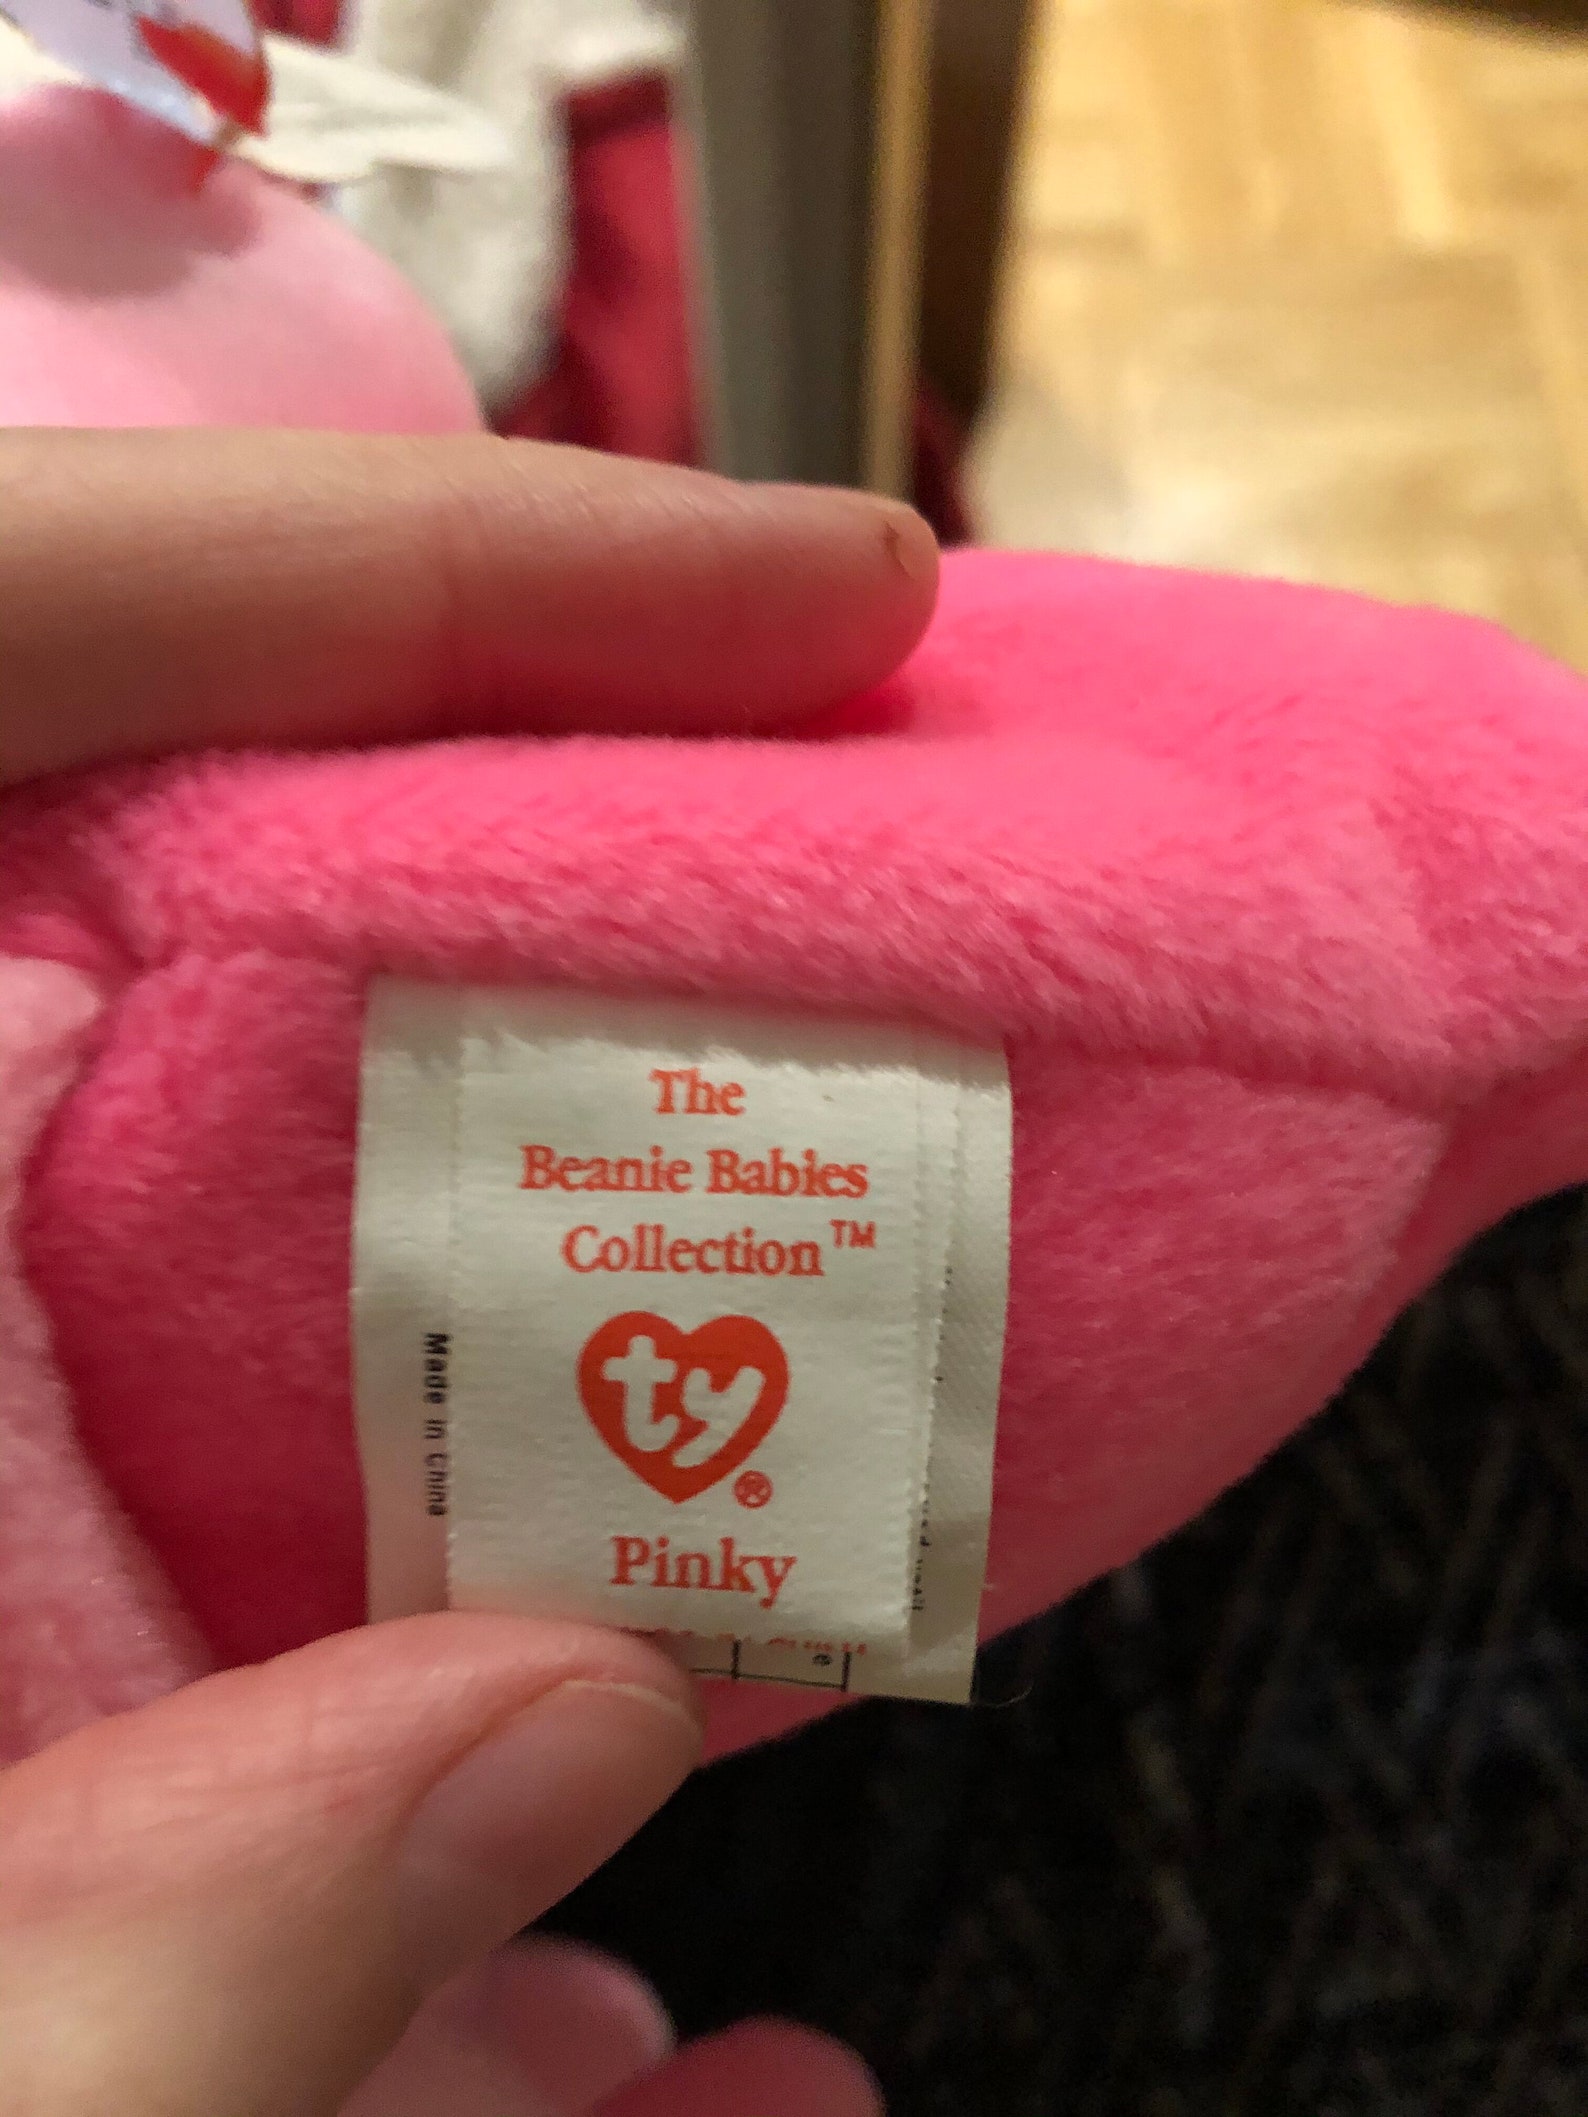 The
Beanie Babies
Collection™
ty®
Pinky
Made in China